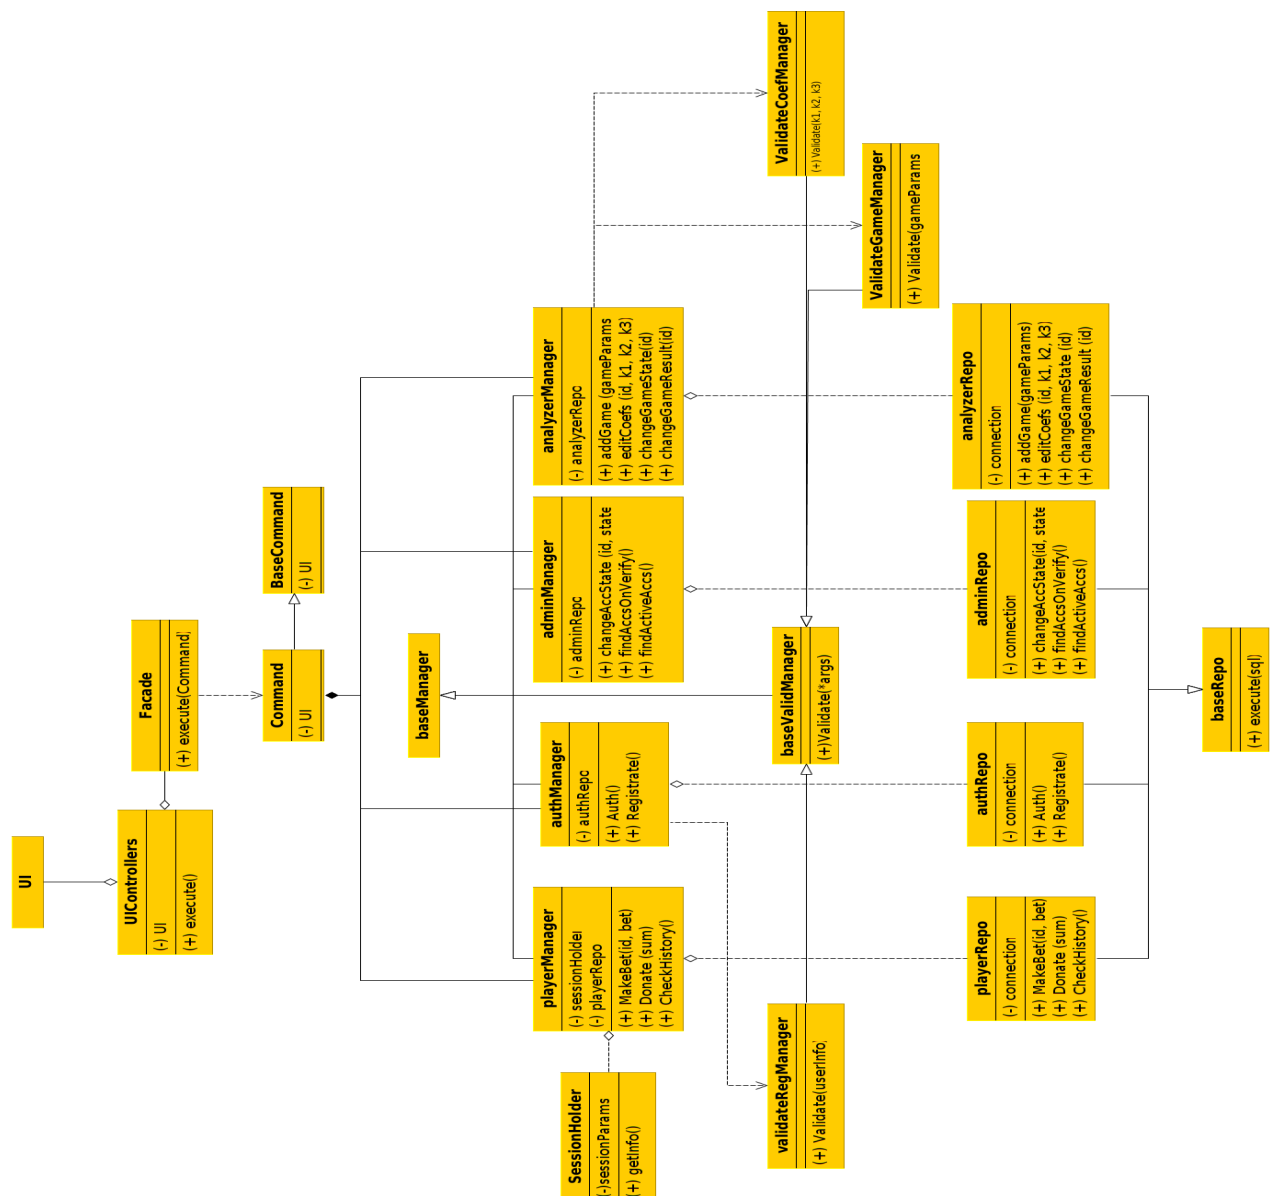 UI
UIControllers
(-) UI
(+) execute()
Facade
(+) execute(Command)
BaseCommand
(-) UI
Command
(-) UI
baseManager
SessionHolder
(-)sessionParams
(+) getInfo()
playerManager
(-) sessionHolder
(-) playerRepo
(+) MakeBet(id, bet)
(+) Donate (sum)
(+) CheckHistory()
authManager
(-) authRepo
(+) Auth()
(+) Registrate()
adminManager
(-) adminRepo
(+) changeAccState (id, state
(+) findAccsOnVerify()
(+) findActiveAccs()
analyzerManager
(-) analyzerRepo
(+) addGame (gameParams
(+) editCoefs (id, k1, k2, k3)
(+) changeGameState(id)
(+) changeGameResult(id)
validateRegManager
(+) Validate(userInfo)
baseValidManager
(+)Validate(*args)
ValidateGameManager
(+) Validate(gameParams
ValidateCoefManager
(+) Validate(k1, k2, k3)
playerRepo
(-) connection
(+) MakeBet(id, bet)
(+) Donate (sum)
(+) CheckHistory()
authRepo
(-) connection
(+) Auth()
(+) Registrate()
adminRepo
(-) connection
(+) changeAccState(id, state
(+) findAccsOnVerify()
(+) findActiveAccs()
analyzerRepo
(-) connection
(+) addGame(gameParams)
(+) editCoefs (id, k1, k2, k3)
(+) changeGameState (id)
(+) changeGameResult (id)
baseRepo
(+) execute(sql)